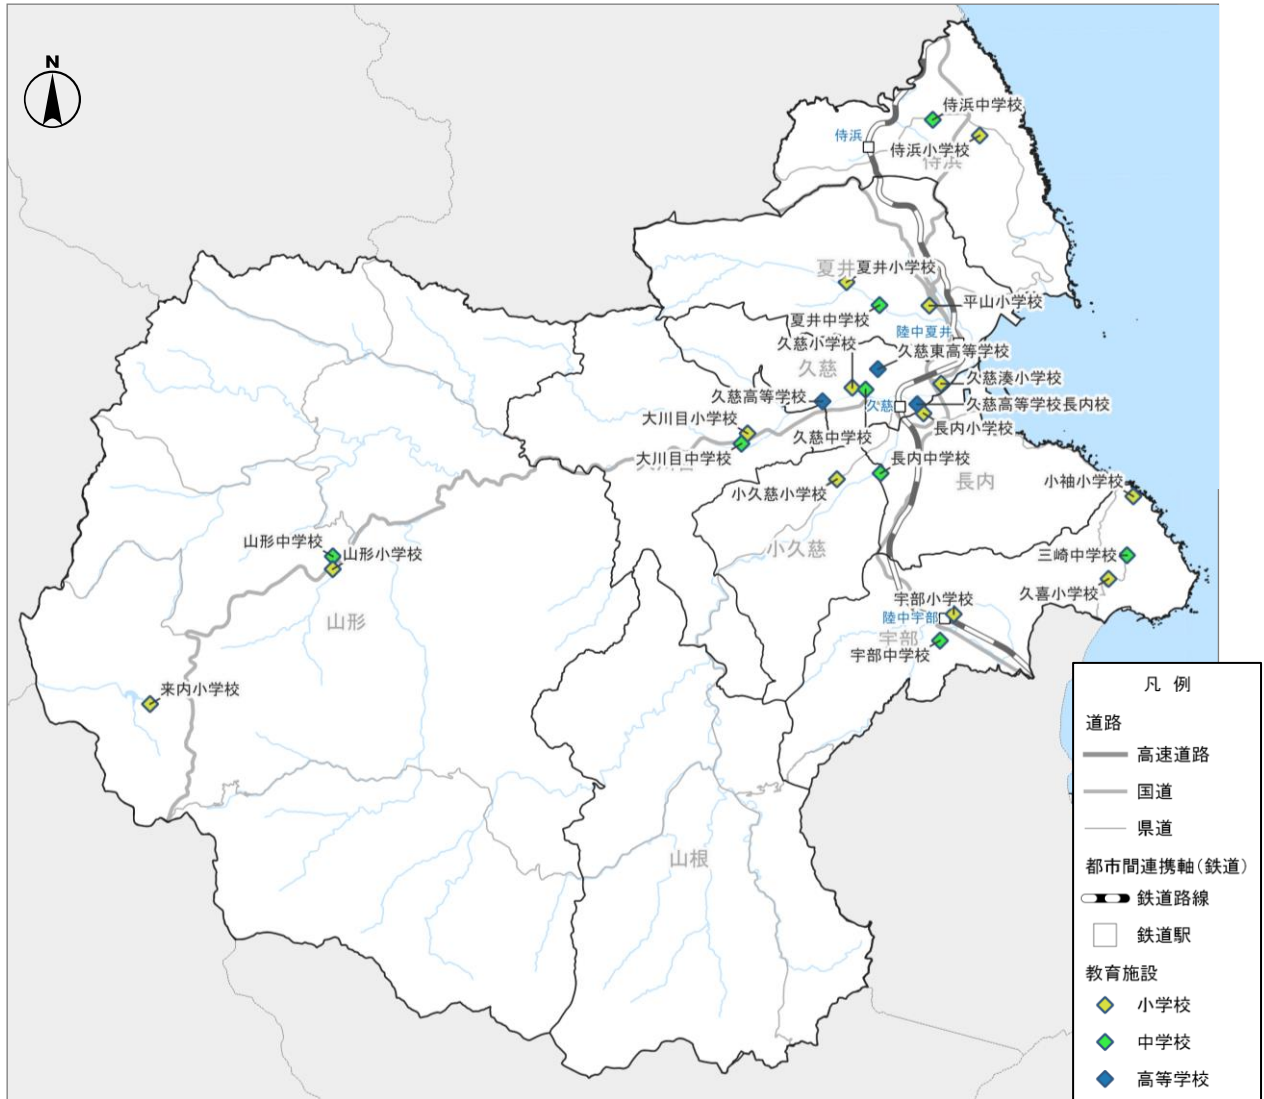 N
侍浜中学校
侍浜
侍浜小学校
侍浜
夏井
夏井小学校
平山小学校
夏井中学校
陸中夏井
久慈小学校
久慈東高等学校
久慈
久慈湊小学校
久慈高等学校
久慈
久慈高等学校長内校
大川目小学校
長内小学校
久慈中学校
大川目中学校
長内中学校
小久慈小学校
長内
小袖小学校
山形中学校
山形小学校
小久慈
三崎中学校
久喜小学校
宇部小学校
陸中宇部
山形
宇部
宇部中学校
来内小学校
山根
凡 例
道路
高速道路
国道
県道
都市間連携軸(鉄道)
鉄道路線
鉄道駅
教育施設
小学校
中学校
高等学校